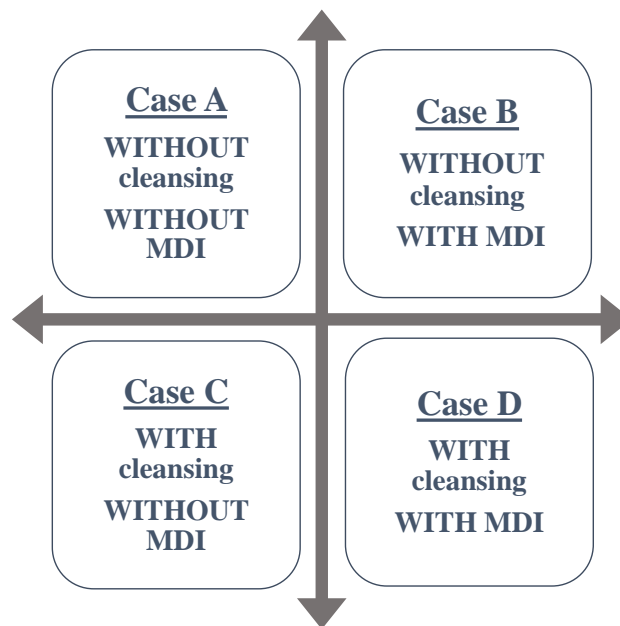 Case A
WITHOUT
cleansing
WITHOUT
MDI
Case B
WITHOUT
cleansing
WITH MDI
Case C
WITH
cleansing
WITHOUT
MDI
Case D
WITH
cleansing
WITH MDI